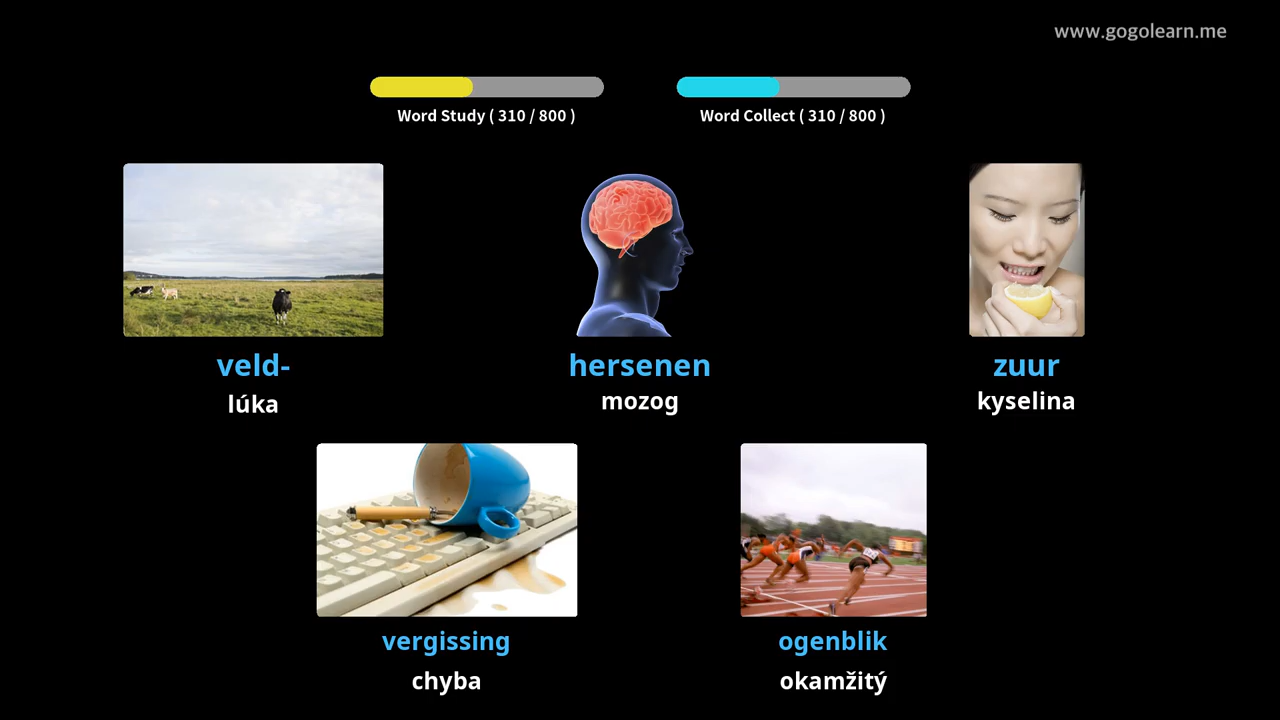 www.gogolearn.me
Word Study ( 310 / 800 )
Word Collect ( 310 / 800 )
veld-
lúka
hersenen
mozog
zuur
kyselina
vergissing
chyba
ogenblik
okamžitý